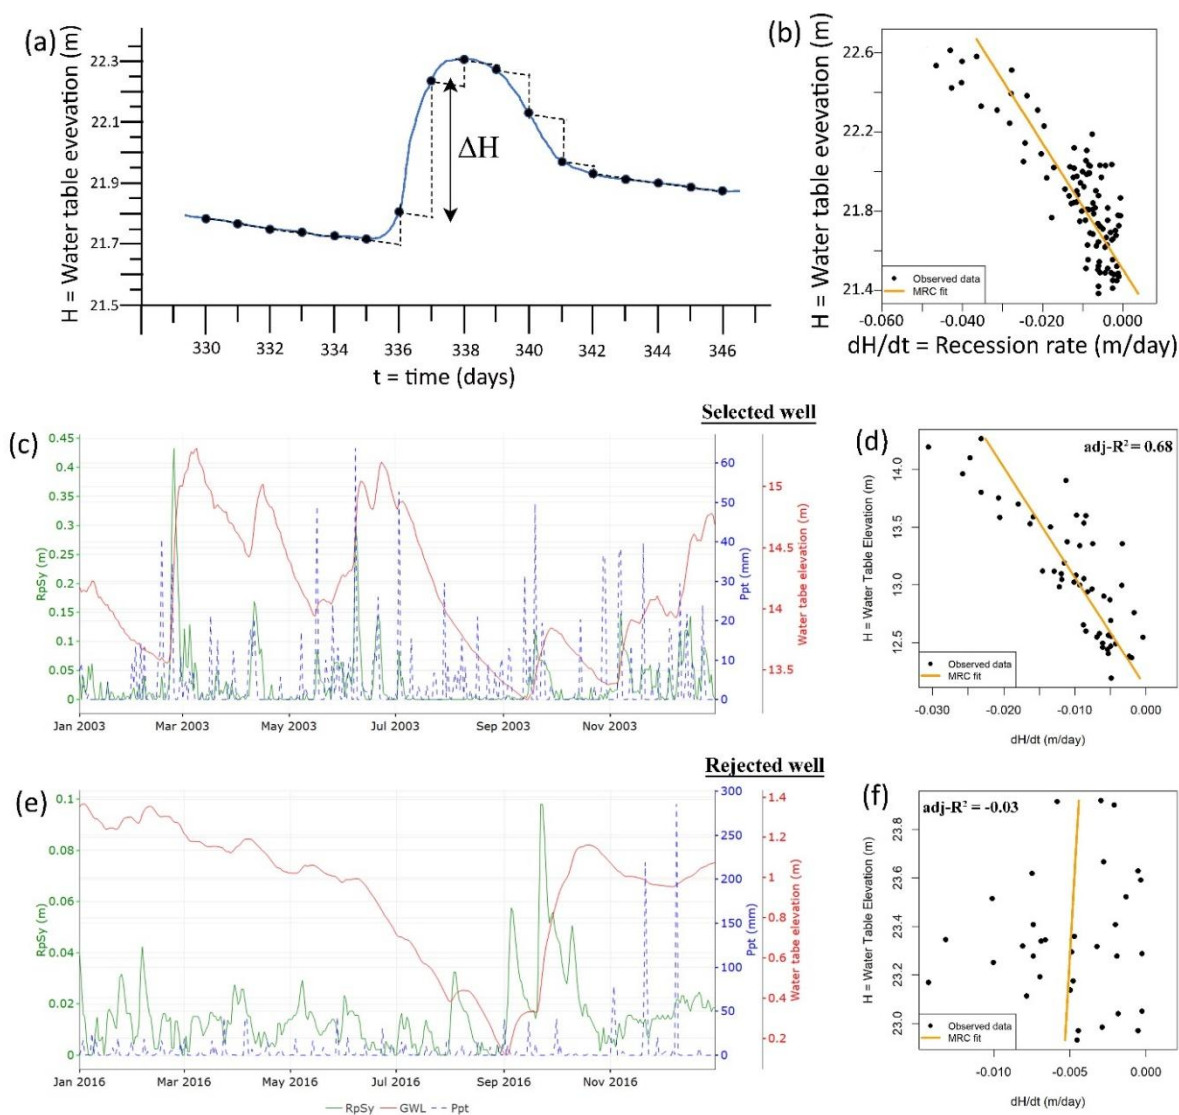 (a)
H = Water table evevation (m)
22.3
22.1
21.9
21.7
21.5
ΔH
330 332 334 336 338 340 342 344 346
t = time (days)
(b)
H = Water table evevation (m)
22.6
22.2
21.8
21.4
Observed data
MRC fit
-0.060 -0.040 -0.020 0.000
dH/dt = Recession rate (m/day)
Selected well
(c)
RpSy (m)
0.45
0.4
0.35
0.3
0.25
0.2
0.15
0.1
0.05
0
Ppt (mm)
60
50
40
30
20
10
0
Water tabe elevation (m)
15
14.5
14
13.5
Jan 2003 Mar 2003 May 2003 Jul 2003 Sep 2003 Nov 2003
(d)
adj-R² = 0.68
H = Water Table Elevation (m)
14.0
13.5
13.0
12.5
Observed data
MRC fit
-0.030 -0.020 -0.010 0.000
dH/dt (m/day)
Rejected well
(e)
RpSy (m)
0.1
0.08
0.06
0.04
0.02
0
Ppt (mm)
300
250
200
150
100
50
0
Water tabe elevation (m)
1.4
1.2
1
0.8
0.6
0.4
0.2
Jan 2016 Mar 2016 May 2016 Jul 2016 Sep 2016 Nov 2016
RpSy GWL Ppt
(f)
adj-R² = -0.03
H = Water Table Elevation (m)
23.8
23.6
23.4
23.2
23.0
Observed data
MRC fit
-0.010 -0.005 0.000
dH/dt (m/day)